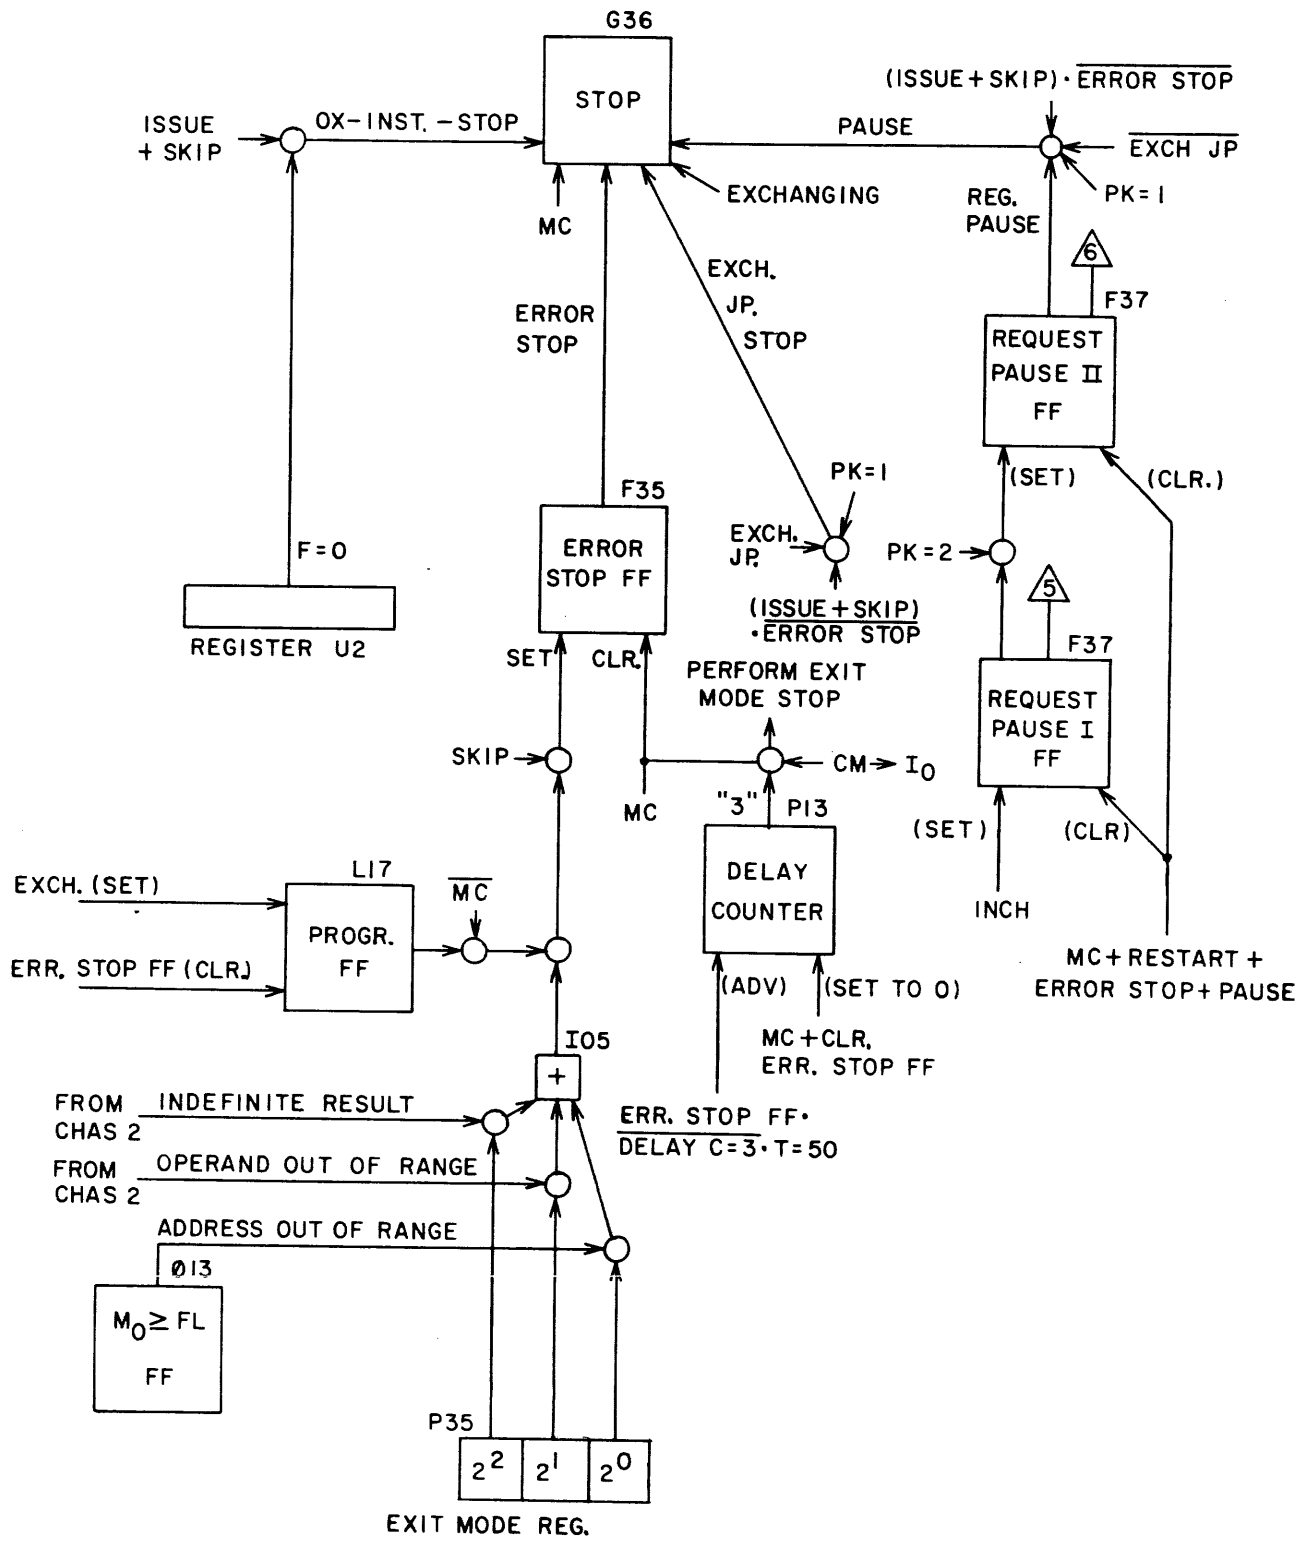 G36
STOP
(ISSUE+SKIP)·ERROR STOP
ISSUE
+ SKIP
OX-INST.-STOP
PAUSE
EXCH JP
EXCHANGING
PK=1
MC
REG.
PAUSE
6
F37
EXCH.
JP.
STOP
ERROR
STOP
REQUEST
PAUSE II
FF
PK=1
(SET)
(CLR.)
F35
ERROR
STOP FF
F=0
EXCH.
JP.
PK=2
5
(ISSUE+SKIP)
·ERROR STOP
REGISTER U2
SET
CLR.
F37
PERFORM EXIT
MODE STOP
REQUEST
PAUSE I
FF
SKIP
CM
I0
MC
"3"
P13
(SET)
(CLR)
DELAY
COUNTER
L17
MC
EXCH. (SET)
PROGR.
FF
INCH
ERR. STOP FF (CLR.)
(ADV)
(SET TO 0)
MC+RESTART+
ERROR STOP+PAUSE
I05
MC+CLR.
ERR. STOP FF
+
FROM
CHAS 2
INDEFINITE RESULT
ERR. STOP FF·
DELAY C=3·T=50
FROM
CHAS 2
OPERAND OUT OF RANGE
ADDRESS OUT OF RANGE
Ø13
M0≥FL
FF
P35
2² 2¹ 2⁰
EXIT MODE REG.